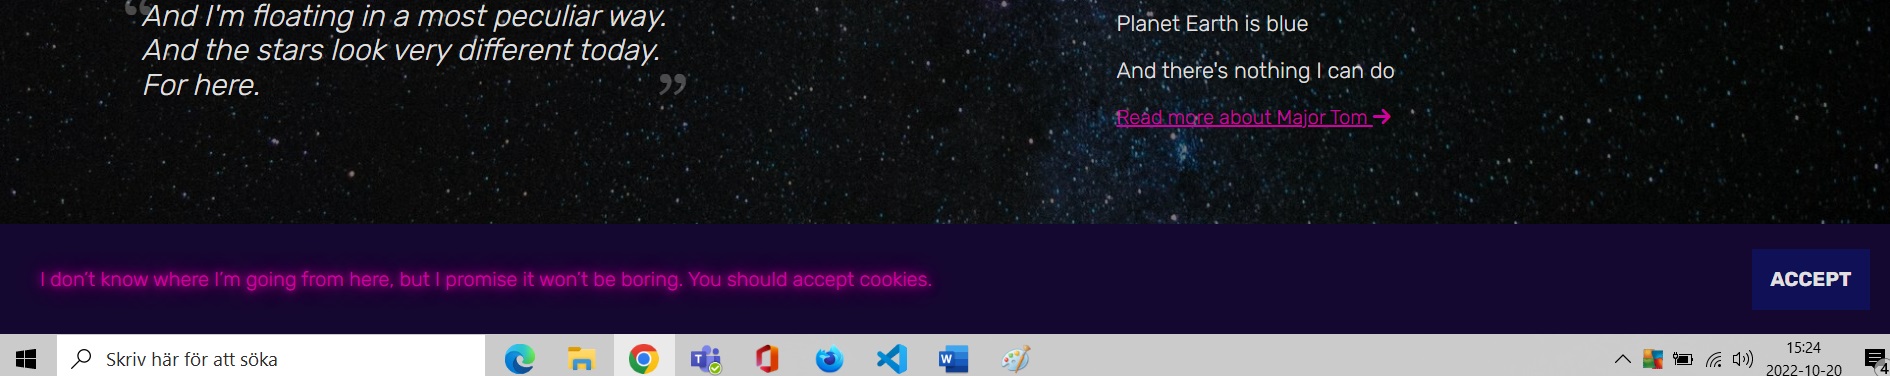 “And I'm floating in a most peculiar way.
And the stars look very different today.
For here.”
Planet Earth is blue
And there's nothing I can do
Read more about Major Tom →
I don’t know where I’m going from here, but I promise it won’t be boring. You should accept cookies.
ACCEPT
Skriv här för att söka
T
W
15:24
2022-10-20
4